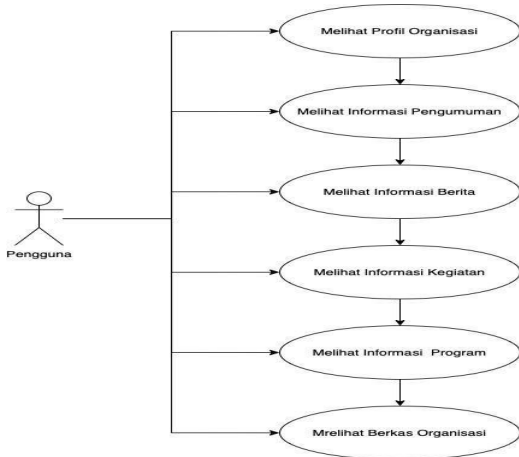 Melihat Profil Organisasi
Melihat Informasi Pengumuman
Melihat Informasi Berita
Pengguna
Melihat Informasi Kegiatan
Melihat Informasi Program
Mrelihat Berkas Organisasi